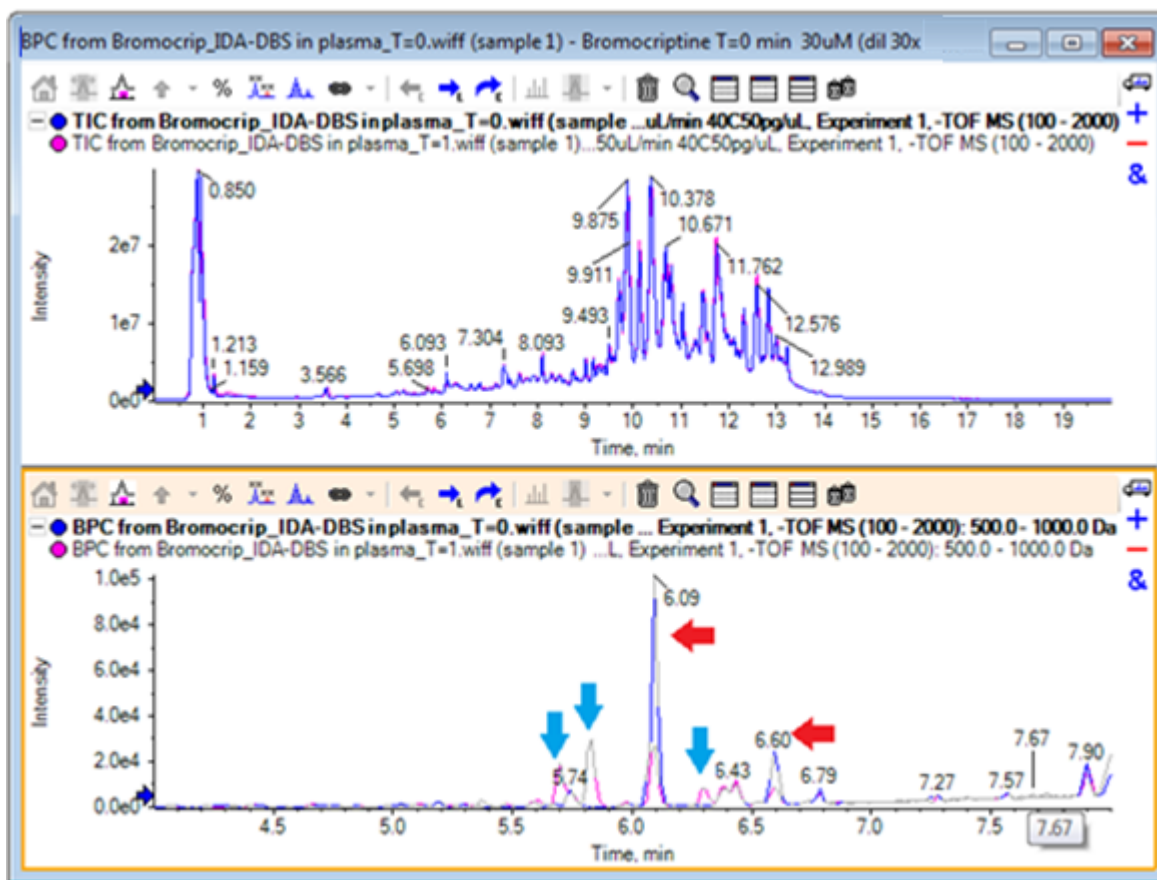 BPC from Bromocrip_IDA-DBS in plasma_T=0.wiff (sample 1) - Bromocriptine T=0 min 30uM (dil 30x
%
TIC from Bromocrip_IDA-DBS in plasma_T=0.wiff (sample ...uL/min 40C50pg/uL, Experiment 1, -TOF MS (100 - 2000)
TIC from Bromocrip_IDA-DBS in plasma_T=1.wiff (sample 1)...50uL/min 40C50pg/uL, Experiment 1, -TOF MS (100 - 2000)
&
0.850
9.875
10.378
10.671
2e7
9.911
11.762
Intensity
1e7
9.493
12.576
1.213
6.093
7.304
8.093
1.159
5.698
12.989
3.566
0e0
1 2 3 4 5 6 7 8 9 10 11 12 13 14 15 16 17 18 19
Time, min
%
BPC from Bromocrip_IDA-DBS in plasma_T=0.wiff (sample ... Experiment 1, -TOF MS (100 - 2000): 500.0 - 1000.0 Da
BPC from Bromocrip_IDA-DBS in plasma_T=1.wiff (sample 1) ...L, Experiment 1, -TOF MS (100 - 2000): 500.0 - 1000.0 Da
&
1.0e5
6.09
8.0e4
6.0e4
Intensity
4.0e4
6.60
7.67
7.90
2.0e4
5.74
6.43
6.79
7.27
7.57
0.0e0
4.5 5.0 5.5 6.0 6.5 7.0 7.5
7.67
Time, min